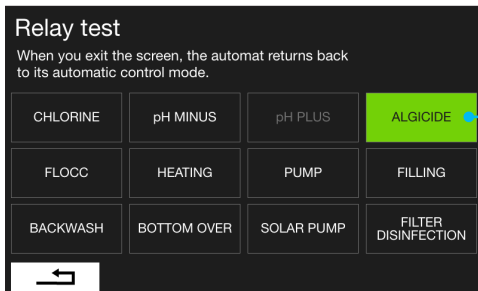 Relay test
When you exit the screen, the automat returns back
to its automatic control mode.
CHLORINE
pH MINUS
pH PLUS
ALGICIDE
FLOCC
HEATING
PUMP
FILLING
BACKWASH
BOTTOM OVER
SOLAR PUMP
FILTER
DISINFECTION